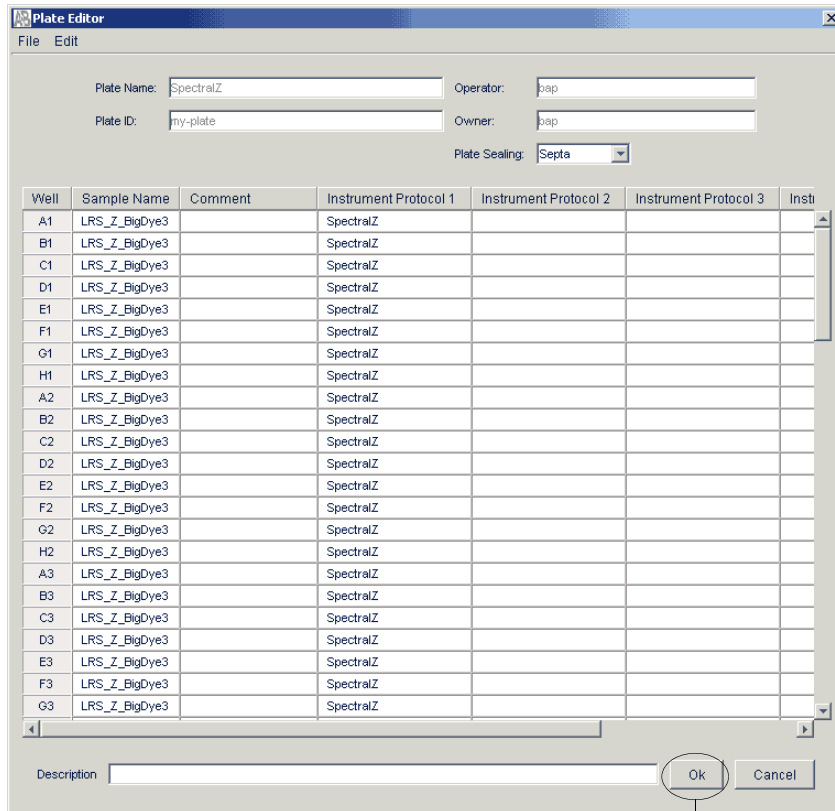 Plate Editor
File Edit
Plate Name: SpectralZ Operator: bap
Plate ID: my-plate Owner: bap
Plate Sealing: Septa
Well Sample Name Comment Instrument Protocol 1 Instrument Protocol 2 Instrument Protocol 3 Instr
A1 LRS_Z_BigDye3 SpectralZ
B1 LRS_Z_BigDye3 SpectralZ
C1 LRS_Z_BigDye3 SpectralZ
D1 LRS_Z_BigDye3 SpectralZ
E1 LRS_Z_BigDye3 SpectralZ
F1 LRS_Z_BigDye3 SpectralZ
G1 LRS_Z_BigDye3 SpectralZ
H1 LRS_Z_BigDye3 SpectralZ
A2 LRS_Z_BigDye3 SpectralZ
B2 LRS_Z_BigDye3 SpectralZ
C2 LRS_Z_BigDye3 SpectralZ
D2 LRS_Z_BigDye3 SpectralZ
E2 LRS_Z_BigDye3 SpectralZ
F2 LRS_Z_BigDye3 SpectralZ
G2 LRS_Z_BigDye3 SpectralZ
H2 LRS_Z_BigDye3 SpectralZ
A3 LRS_Z_BigDye3 SpectralZ
B3 LRS_Z_BigDye3 SpectralZ
C3 LRS_Z_BigDye3 SpectralZ
D3 LRS_Z_BigDye3 SpectralZ
E3 LRS_Z_BigDye3 SpectralZ
F3 LRS_Z_BigDye3 SpectralZ
G3 LRS_Z_BigDye3 SpectralZ
Description Ok Cancel